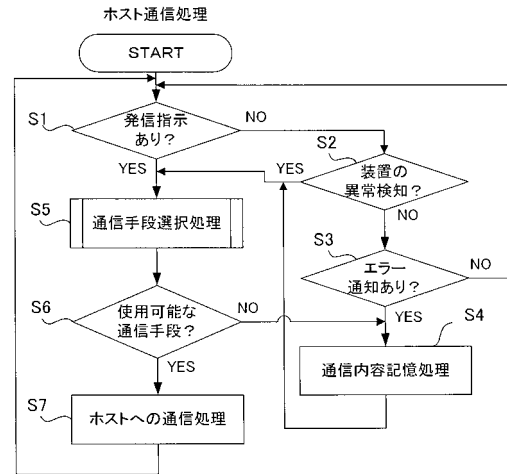 ホスト通信処理
START
S1
発信指示
あり?
NO
YES
S2
YES
装置の
異常検知?
NO
S5
通信手段選択処理
S3
エラー
通知あり?
NO
YES
S6
使用可能な
通信手段?
NO
YES
S4
通信内容記憶処理
S7
ホストへの通信処理